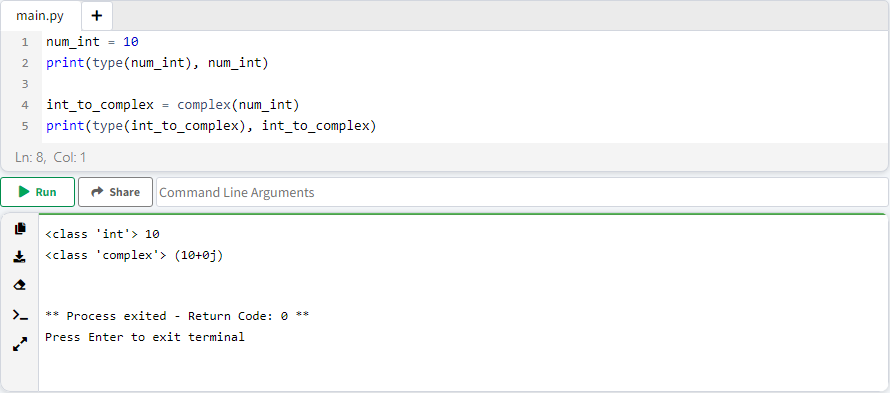 main.py +
1 num_int = 10
2 print(type(num_int), num_int)
3
4 int_to_complex = complex(num_int)
5 print(type(int_to_complex), int_to_complex)
Ln: 8, Col: 1
Run Share Command Line Arguments
<class 'int'> 10
<class 'complex'> (10+0j)
** Process exited - Return Code: 0 **
Press Enter to exit terminal